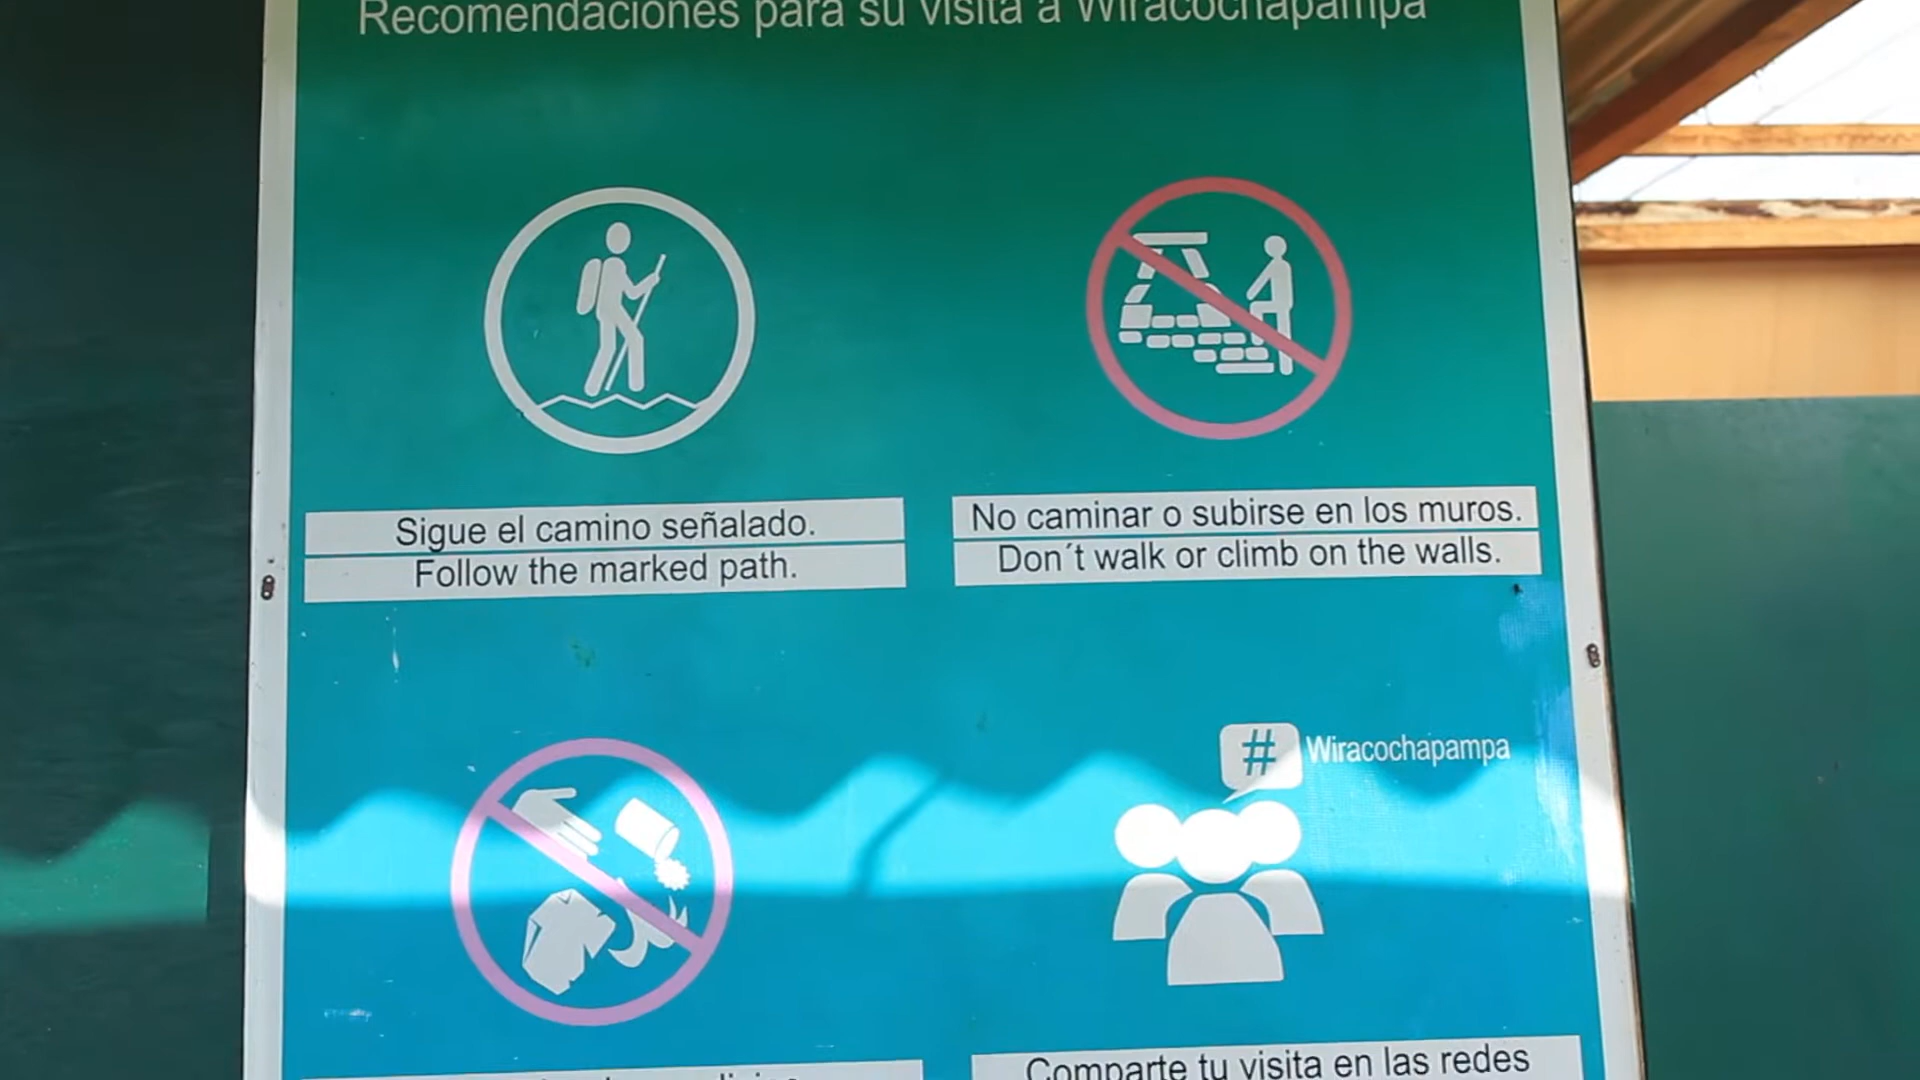 Recomendaciones para su visita a Wiracochapampa
Sigue el camino señalado.
Follow the marked path.
No caminar o subirse en los muros.
Don´t walk or climb on the walls.
# Wiracochapampa
Comparte tu visita en las redes